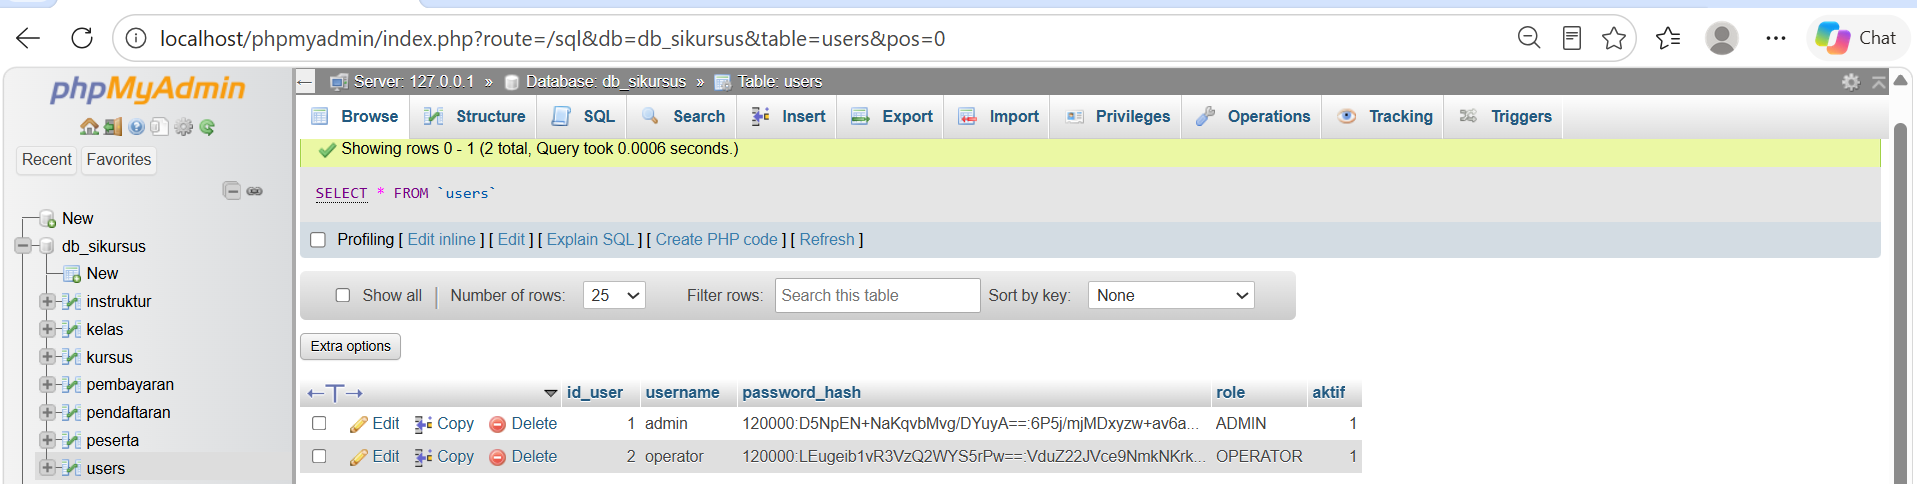 localhost/phpmyadmin/index.php?route=/sql&db=db_sikursus&table=users&pos=0
Chat
phpMyAdmin
Recent Favorites
New
db_sikursus
New
instruktur
kelas
kursus
pembayaran
pendaftaran
peserta
users
Server: 127.0.0.1 » Database: db_sikursus » Table: users
Browse Structure SQL Search Insert Export Import Privileges Operations Tracking Triggers
Showing rows 0 - 1 (2 total, Query took 0.0006 seconds.)
SELECT * FROM `users`
Profiling [ Edit inline ] [ Edit ] [ Explain SQL ] [ Create PHP code ] [ Refresh ]
Show all Number of rows: 25 Filter rows: Search this table Sort by key: None
Extra options
id_user username password_hash role aktif
Edit Copy Delete 1 admin 120000:D5NpEN+NaKqvbMvg/DYuyA==:6P5j/mjMDxyzw+av6a... ADMIN 1
Edit Copy Delete 2 operator 120000:LEugeib1vR3VzQ2WYS5rPw==:VduZ22JVce9NmkNKrk... OPERATOR 1